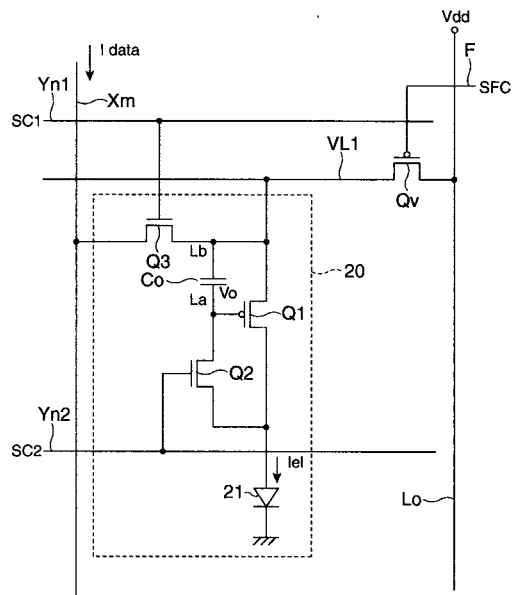 Vdd
I data
F
Yn1
Xm
SFC
SC1
VL1
Qv
Q3
Lb
Co
20
La
Vo
Q1
Q2
Yn2
SC2
Iel
21
Lo